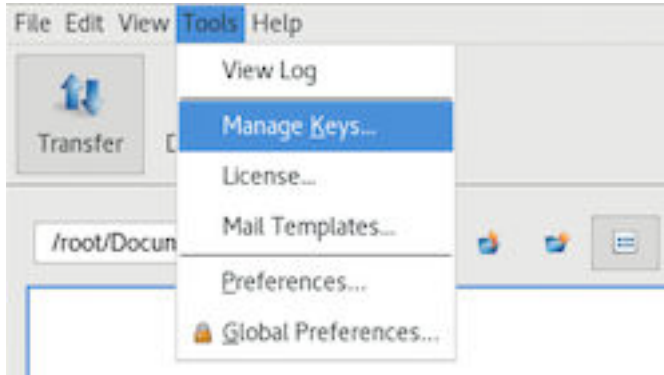 File Edit View Tools Help
View Log
Transfer
Manage Keys...
License...
Mail Templates...
/root/Docum
Preferences...
Global Preferences...